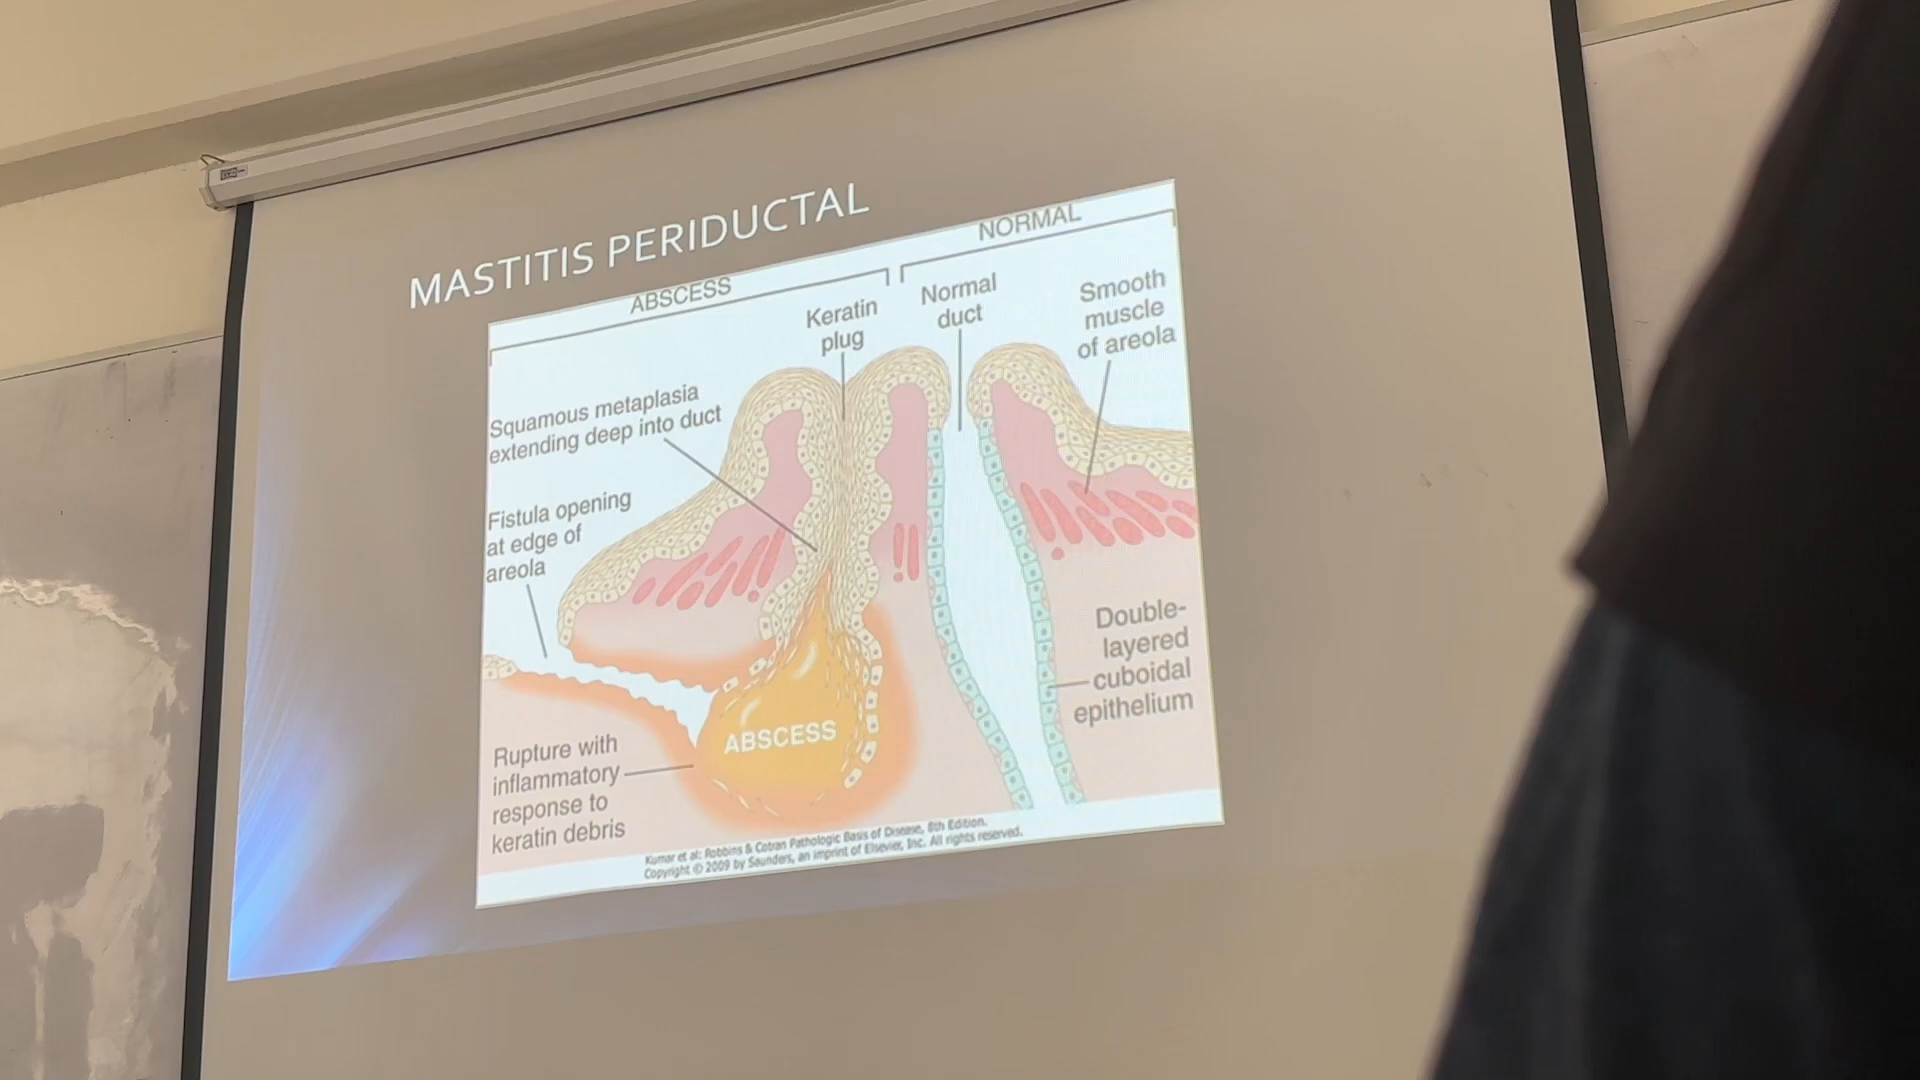 MASTITIS PERIDUCTAL
ABSCESS
NORMAL
Keratin
plug
Normal
duct
Smooth
muscle
of areola
Squamous metaplasia
extending deep into duct
Fistula opening
at edge of
areola
Double-
layered
cuboidal
epithelium
ABSCESS
Rupture with
inflammatory
response to
keratin debris
Kumar et al: Robbins & Cotran Pathologic Basis of Disease, 8th Edition.
Copyright © 2009 by Saunders, an imprint of Elsevier, Inc. All rights reserved.